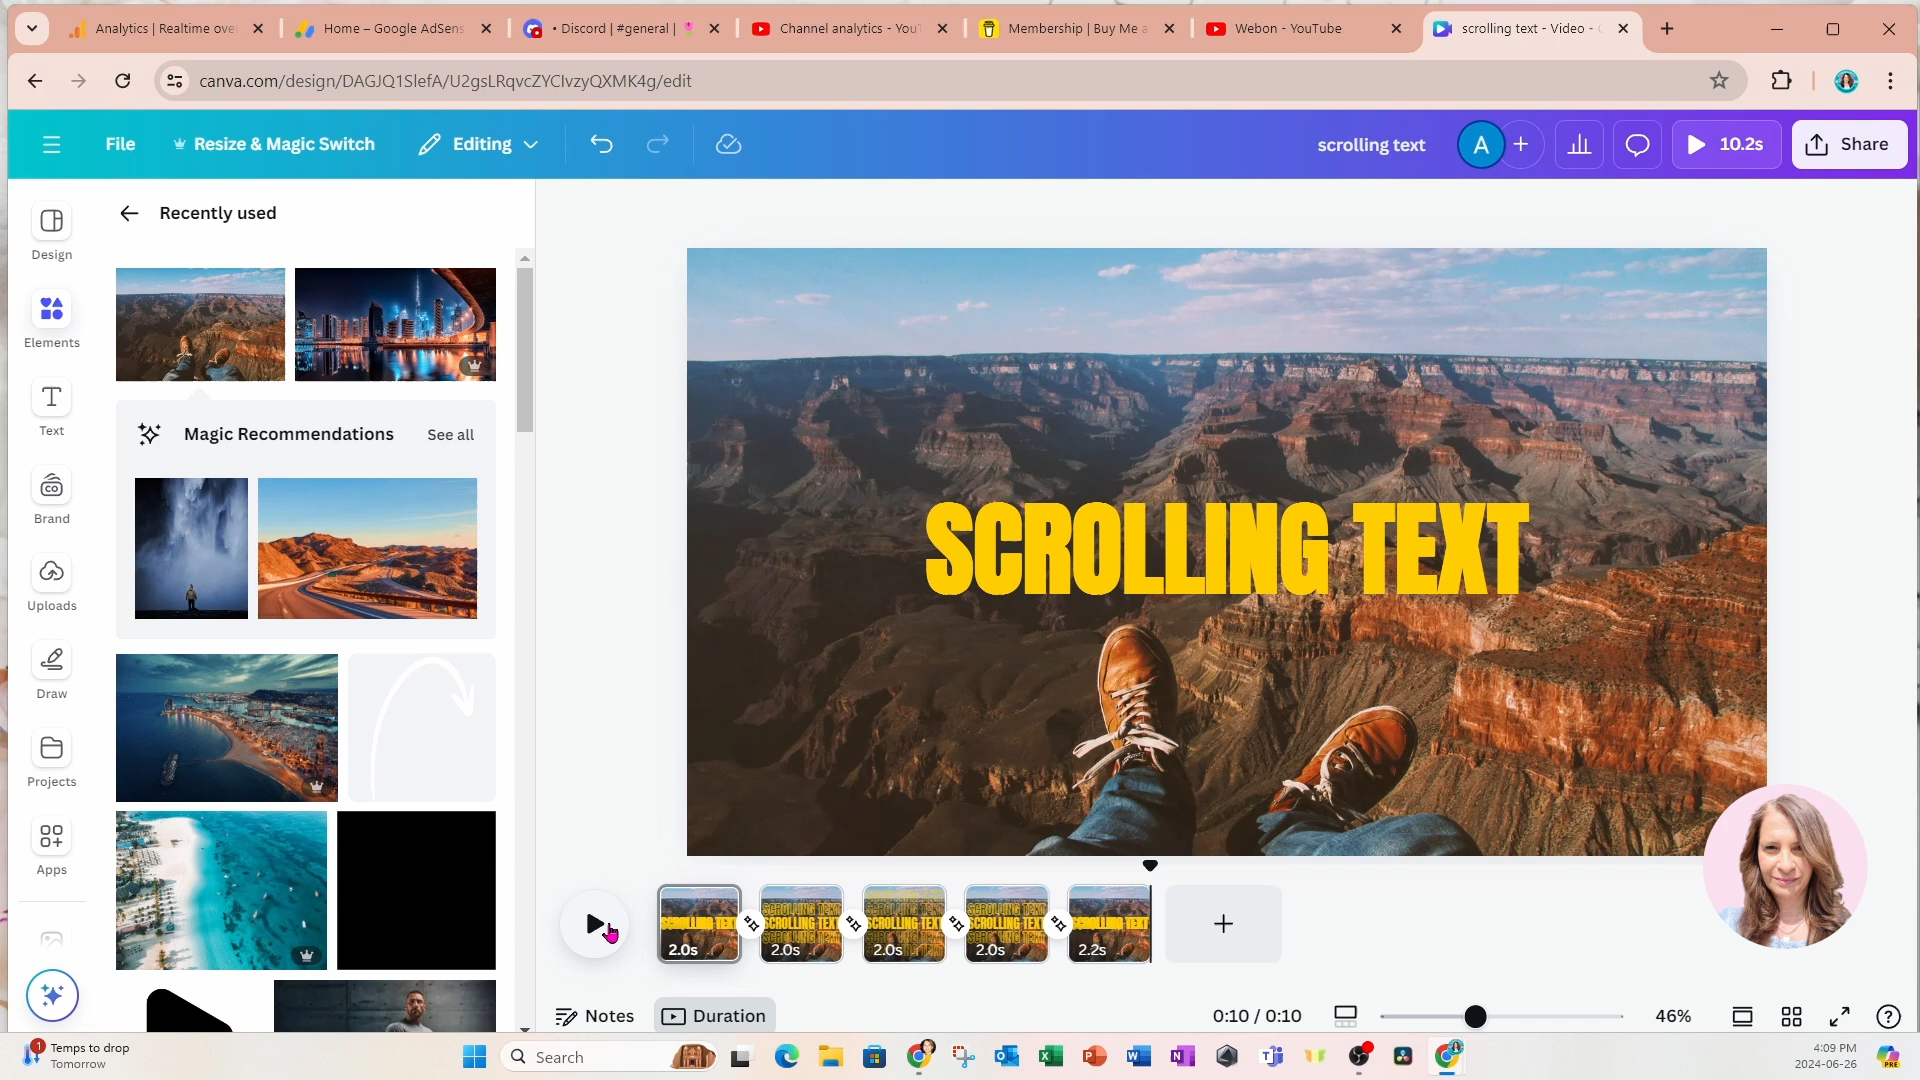 Analytics | Realtime ove
Home – Google AdSens
• Discord | #general |
Channel analytics - YouT
Membership | Buy Me a
Webon - YouTube
scrolling text - Video - C
canva.com/design/DAGJQ1SlefA/U2gsLRqvcZYCIvzyQXMK4g/edit
File
Resize & Magic Switch
Editing
scrolling text
A
10.2s
Share
Design
Elements
Text
Brand
Uploads
Draw
Projects
Apps
Recently used
Magic Recommendations
See all
SCROLLING TEXT
2.0s
2.0s
2.0s
2.0s
2.2s
Notes
Duration
0:10 / 0:10
46%
1
Temps to drop
Tomorrow
Search
4:09 PM
2024-06-26